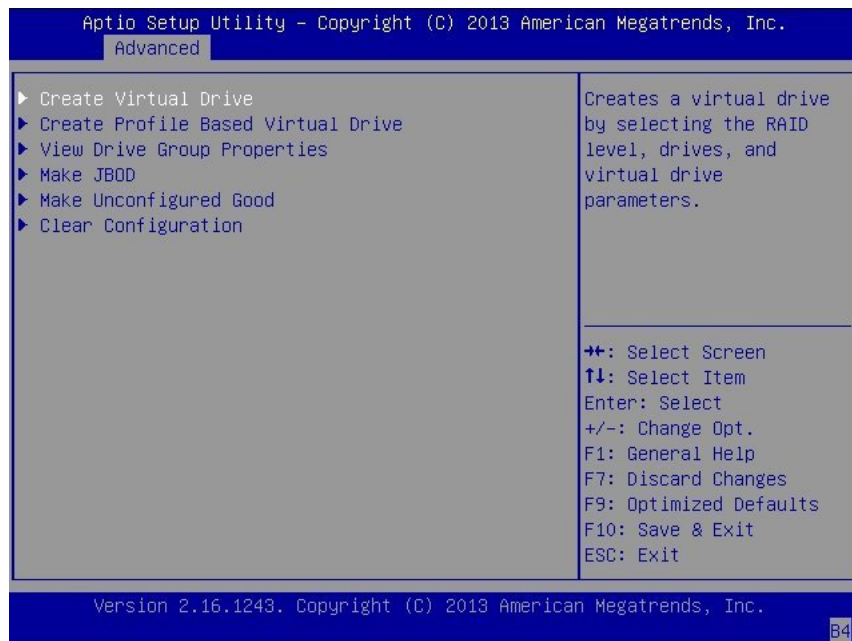 Aptio Setup Utility – Copyright (C) 2013 American Megatrends, Inc.
Advanced
▶ Create Virtual Drive
▶ Create Profile Based Virtual Drive
▶ View Drive Group Properties
▶ Make JBOD
▶ Make Unconfigured Good
▶ Clear Configuration
Creates a virtual drive
by selecting the RAID
level, drives, and
virtual drive
parameters.
→←: Select Screen
↑↓: Select Item
Enter: Select
+/-: Change Opt.
F1: General Help
F7: Discard Changes
F9: Optimized Defaults
F10: Save & Exit
ESC: Exit
Version 2.16.1243. Copyright (C) 2013 American Megatrends, Inc.
B4